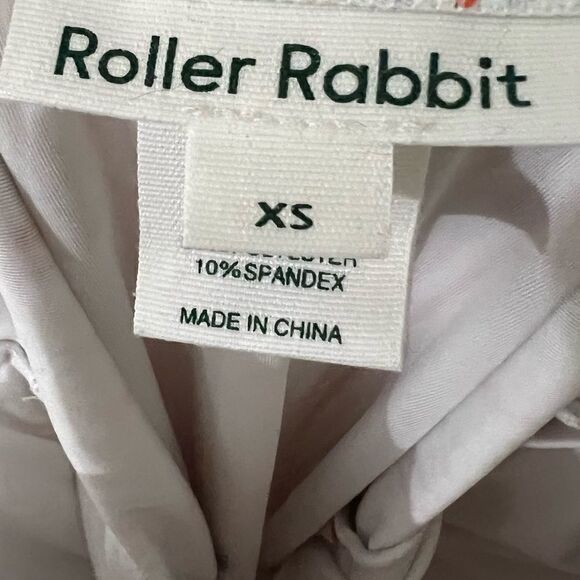 Roller Rabbit
XS
10% SPANDEX
MADE IN CHINA